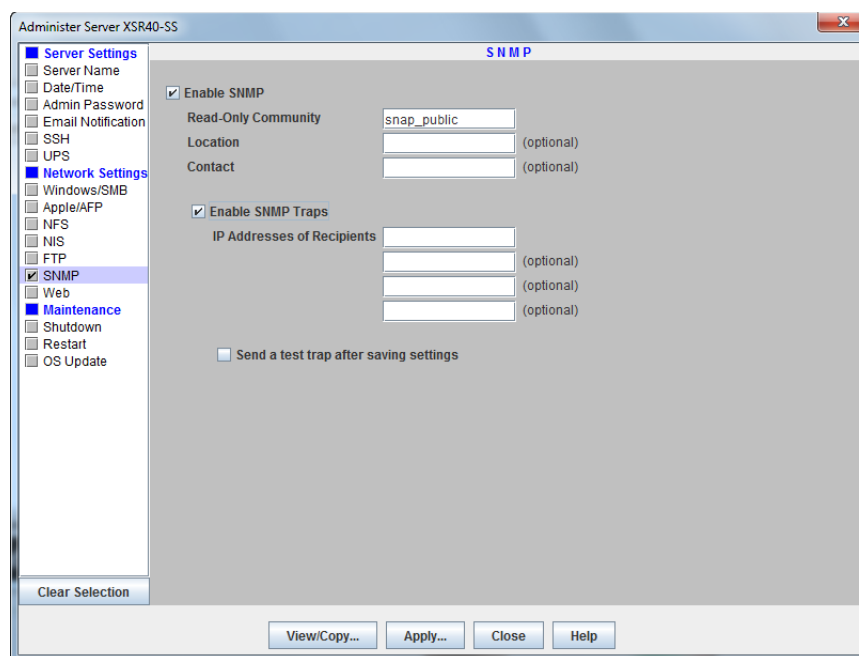 Administer Server XSR40-SS
Server Settings
Server Name
Date/Time
Admin Password
Email Notification
SSH
UPS
Network Settings
Windows/SMB
Apple/AFP
NFS
NIS
FTP
SNMP
Web
Maintenance
Shutdown
Restart
OS Update
Clear Selection
SNMP
Enable SNMP
Read-Only Community snap_public
Location (optional)
Contact (optional)
Enable SNMP Traps
IP Addresses of Recipients
(optional)
(optional)
(optional)
Send a test trap after saving settings
View/Copy... Apply... Close Help